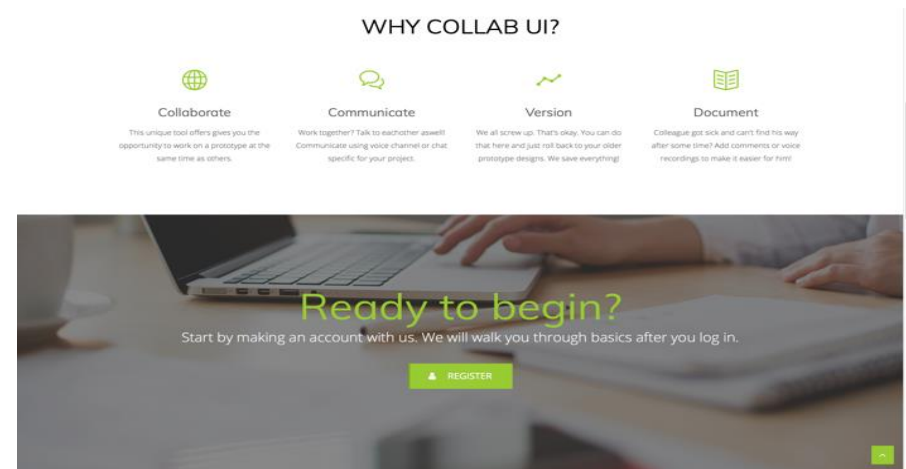 WHY COLLAB UI?
Collaborate
This unique tool offers gives you the
opportunity to work on a prototype at the
same time as others.
Communicate
Work together? Talk to eachother aswell!
Communicate using voice channel or chat
specific for your project.
Version
We all screw up. That's okay. You can do
that here and just roll back to your older
prototype designs. We save everything!
Document
Colleague got sick and can't find his way
after some time? Add comments or voice
recordings to make it easier for him!
Ready to begin?
Start by making an account with us. We will walk you through basics after you log in.
REGISTER